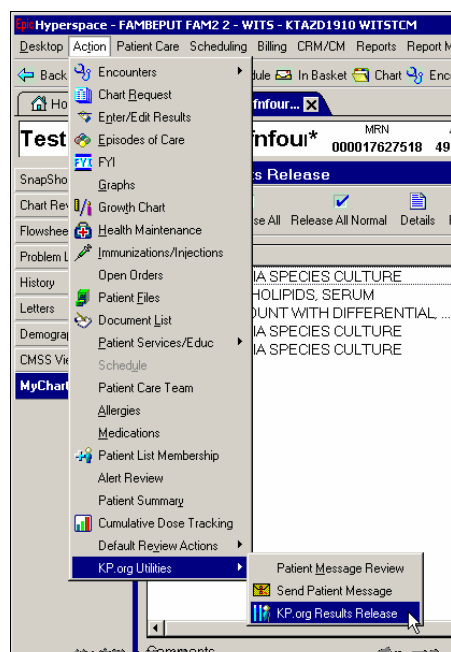 EpicHyperspace - FAMBEPUT FAM2 2 - WITS - KTAZD1910 WITSTCM
Desktop Action Patient Care Scheduling Billing CRM/CM Reports Report M
Back dule In Basket Chart Enc
Ho fnfour... X
Test nfour* MRN
000017627518 49
SnapSho s Release
Chart Rev se All Release All Normal Details
Flowshee
Problem L
History IA SPECIES CULTURE
HOLIPIDS, SERUM
Letters OUNT WITH DIFFERENTIAL, ...
Demograp IA SPECIES CULTURE
CMSS Vie IA SPECIES CULTURE
MyChart
Encounters
Chart Request
Enter/Edit Results
Episodes of Care
FYI FYI
Graphs
Growth Chart
Health Maintenance
Immunizations/Injections
Open Orders
Patient Files
Document List
Patient Services/Educ
Schedule
Patient Care Team
Allergies
Medications
Patient List Membership
Alert Review
Patient Summary
Cumulative Dose Tracking
Default Review Actions
KP.org Utilities
Patient Message Review
Send Patient Message
KP.org Results Release